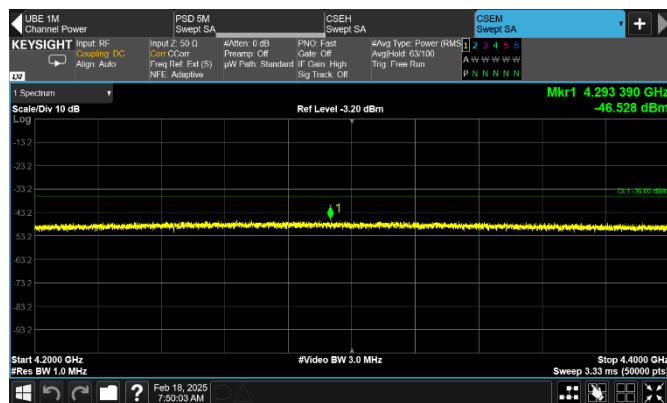 UBE 1M
Channel Power
PSD 5M
Swept SA
CSEH
Swept SA
CSEM
Swept SA
KEYSIGHT
LXI
Input: RF
Coupling: DC
Align: Auto
Input Z: 50 Ω
Corr CCorr
Freq Ref: Ext (S)
NFE: Adaptive
#Atten: 0 dB
Preamp: Off
µW Path: Standard
PNO: Fast
Gate: Off
IF Gain: High
Sig Track: Off
#Avg Type: Power (RMS)
Avg|Hold: 63/100
Trig: Free Run
1 2 3 4 5 6
A W W W W W
P N N N N N
1 Spectrum
Scale/Div 10 dB
Ref Level -3.20 dBm
Mkr1 4.293 390 GHz
-46.528 dBm
Log
-13.2
-23.2
-33.2
DL1 -36.00 dBm
-43.2
1
-53.2
-63.2
-73.2
-83.2
-93.2
Start 4.2000 GHz
#Video BW 3.0 MHz
Stop 4.4000 GHz
#Res BW 1.0 MHz
Sweep 3.33 ms (50000 pts)
?
Feb 18, 2025
7:50:03 AM